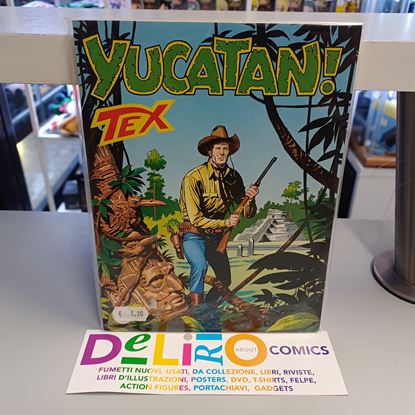 YUCATAN!
TEX
DeLiRiO ABOUT COMICS
FUMETTI NUOVI, USATI, DA COLLEZIONE, LIBRI, RIVISTE,
LIBRI D'ILLUSTRAZIONI, POSTERS, DVD, T-SHIRTS, FELPE,
ACTION FIGURES, PORTACHIAVI, GADGETS